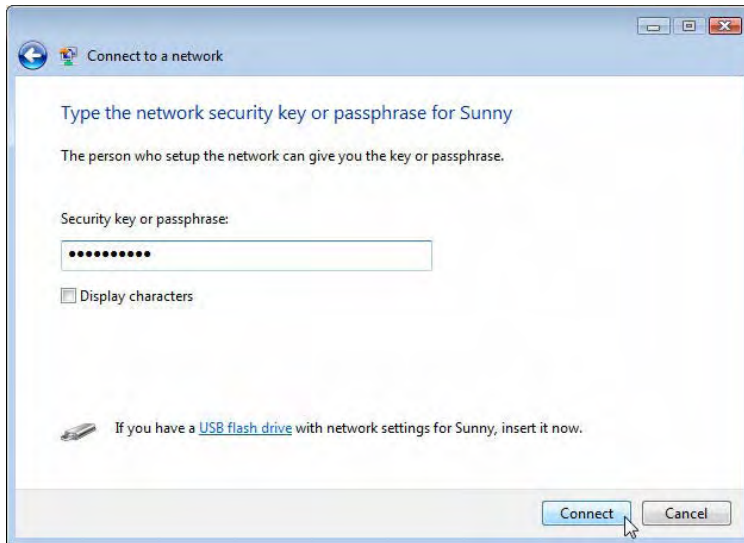 Connect to a network
Type the network security key or passphrase for Sunny
The person who setup the network can give you the key or passphrase.
Security key or passphrase:
••••••••••
Display characters
If you have a USB flash drive with network settings for Sunny, insert it now.
Connect Cancel